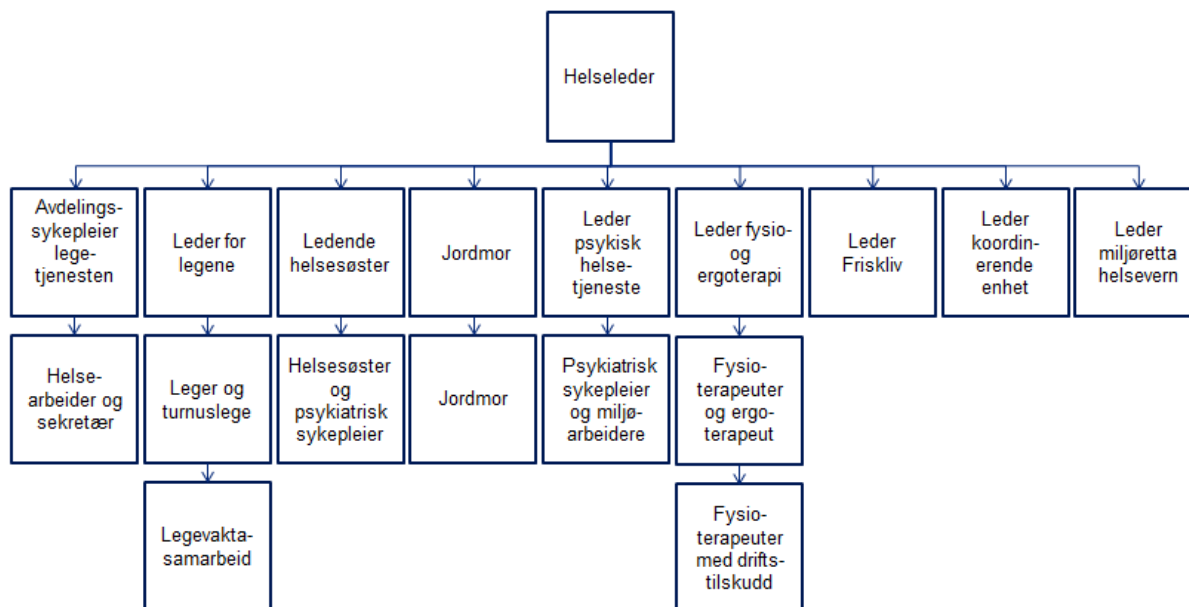 Helseleder
Avdelings-
sykepleier
lege-
tjenesten
Leder for
legene
Ledende
helsesøster
Jordmor
Leder
psykisk
helse-
tjeneste
Leder fysio-
og
ergoterapi
Leder
Friskliv
Leder
koordin-
erende
enhet
Leder
miljøretta
helsevern
Helse-
arbeider og
sekretær
Leger og
turnuslege
Helsesøster
og
psykiatrisk
sykepleier
Jordmor
Psykiatrisk
sykepleier
og miljø-
arbeidere
Fysio-
terapeuter
og ergo-
terapeut
Legevakta-
samarbeid
Fysio-
terapeuter
med drifts-
tilskudd